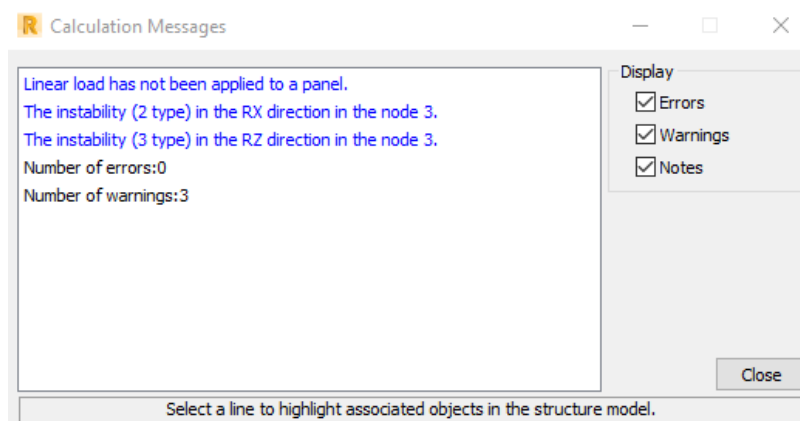 R Calculation Messages
Linear load has not been applied to a panel.
The instability (2 type) in the RX direction in the node 3.
The instability (3 type) in the RZ direction in the node 3.
Number of errors:0
Number of warnings:3
Display
Errors
Warnings
Notes
Close
Select a line to highlight associated objects in the structure model.